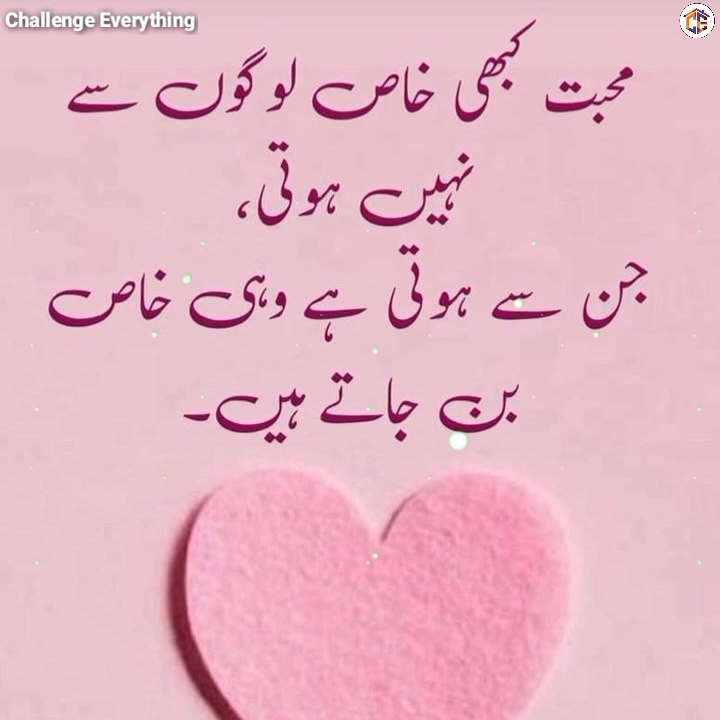 Challenge Everything
محبت کبھی خاص لوگوں سے
نہیں ہوتی،
جن سے ہوتی ہے وہی خاص
بن جاتے ہیں۔